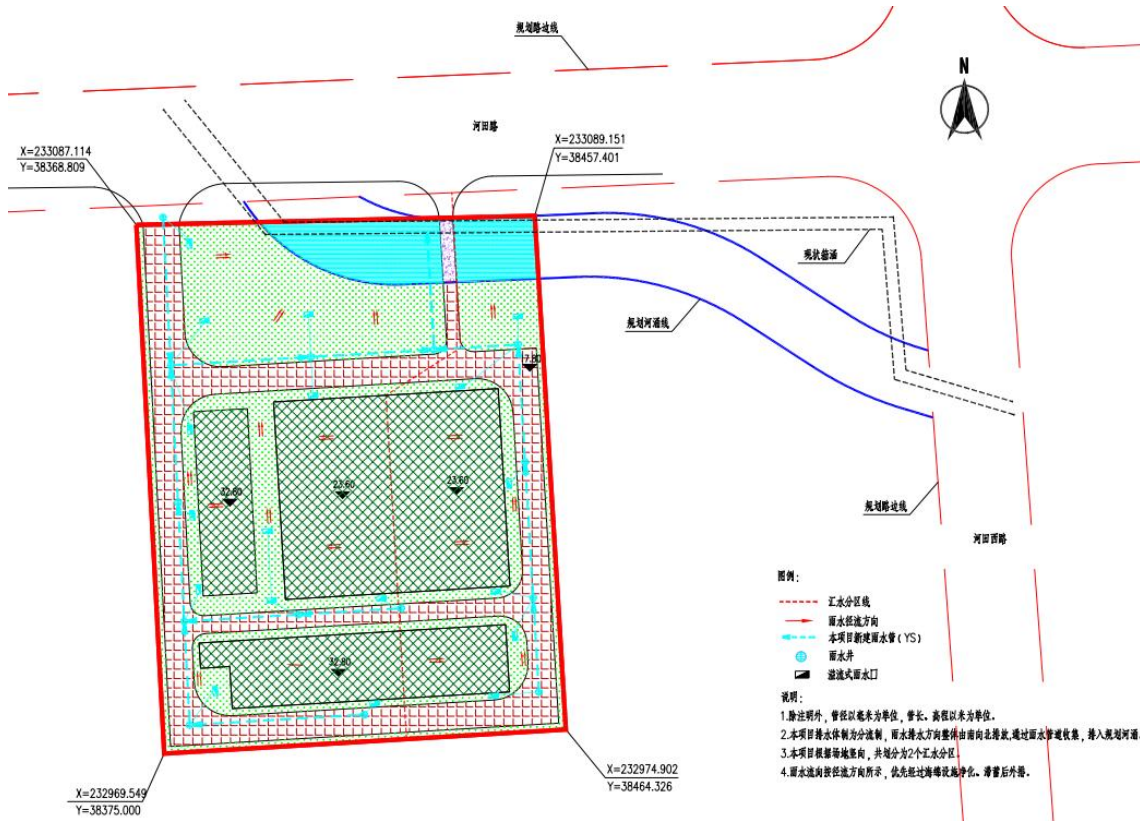 规划路边线
N
河田路
X=233087.114
Y=38368.809
X=233089.151
Y=38457.401
现状箱涵
规划河涌线
17.80
32.60
23.60
23.60
规划路边线
河田西路
32.80
图例：
汇水分区线
雨水径流方向
本项目新建雨水管(YS)
雨水井
溢流式雨水口
说明：
1.除注明外，管径以毫米为单位，管长、高程以米为单位。
2.本项目排水体制为分流制，雨水排水方向整体由南向北排放，通过雨水管道收集，排入规划河涌。
3.本项目根据场地竖向，共划分为2个汇水分区。
4.雨水流向按径流方向所示，优先经过海绵设施净化、滞蓄后外排。
X=232974.902
Y=38464.326
X=232969.549
Y=38375.000